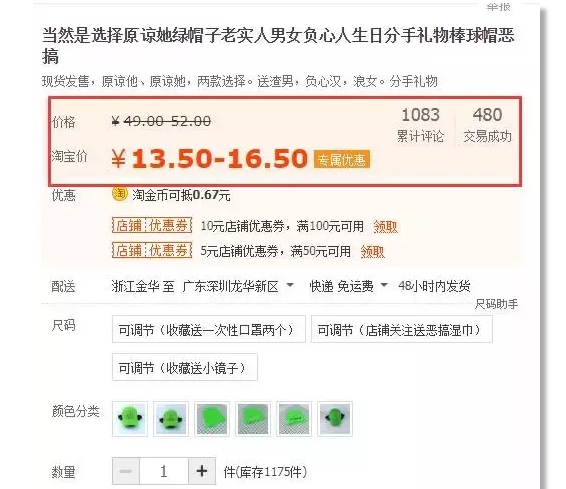 举报
当然是选择原谅她绿帽子老实人男女负心人生日分手礼物棒球帽恶
搞
现货发售，原谅他、原谅她，两款选择。送渣男，负心汉，浪女。分手礼物
价格 ¥ 49.00-52.00 1083 480
累计评论 交易成功
淘宝价 ¥ 13.50-16.50 专属优惠
优惠 淘 淘金币可抵0.67元
店铺 优惠券 10元店铺优惠券，满100元可用 领取
店铺 优惠券 5元店铺优惠券，满50元可用 领取
配送 浙江金华 至 广东深圳龙华新区 快递 免运费 48小时内发货
尺码助手
尺码 可调节（收藏送一次性口罩两个） 可调节（店铺关注送恶搞湿巾）
可调节（收藏送小镜子）
颜色分类
数量 1 件(库存1175件)